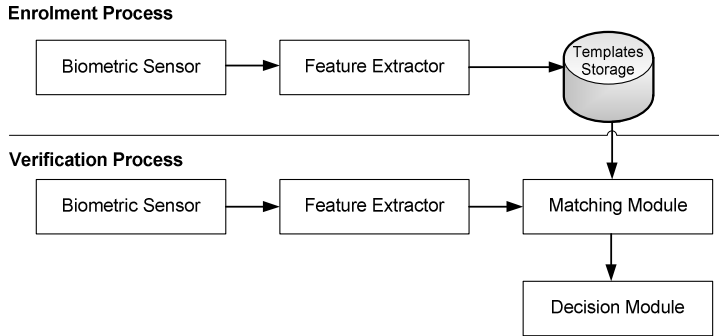 Enrolment Process
Biometric Sensor
Feature Extractor
Templates
Storage
Verification Process
Biometric Sensor
Feature Extractor
Matching Module
Decision Module